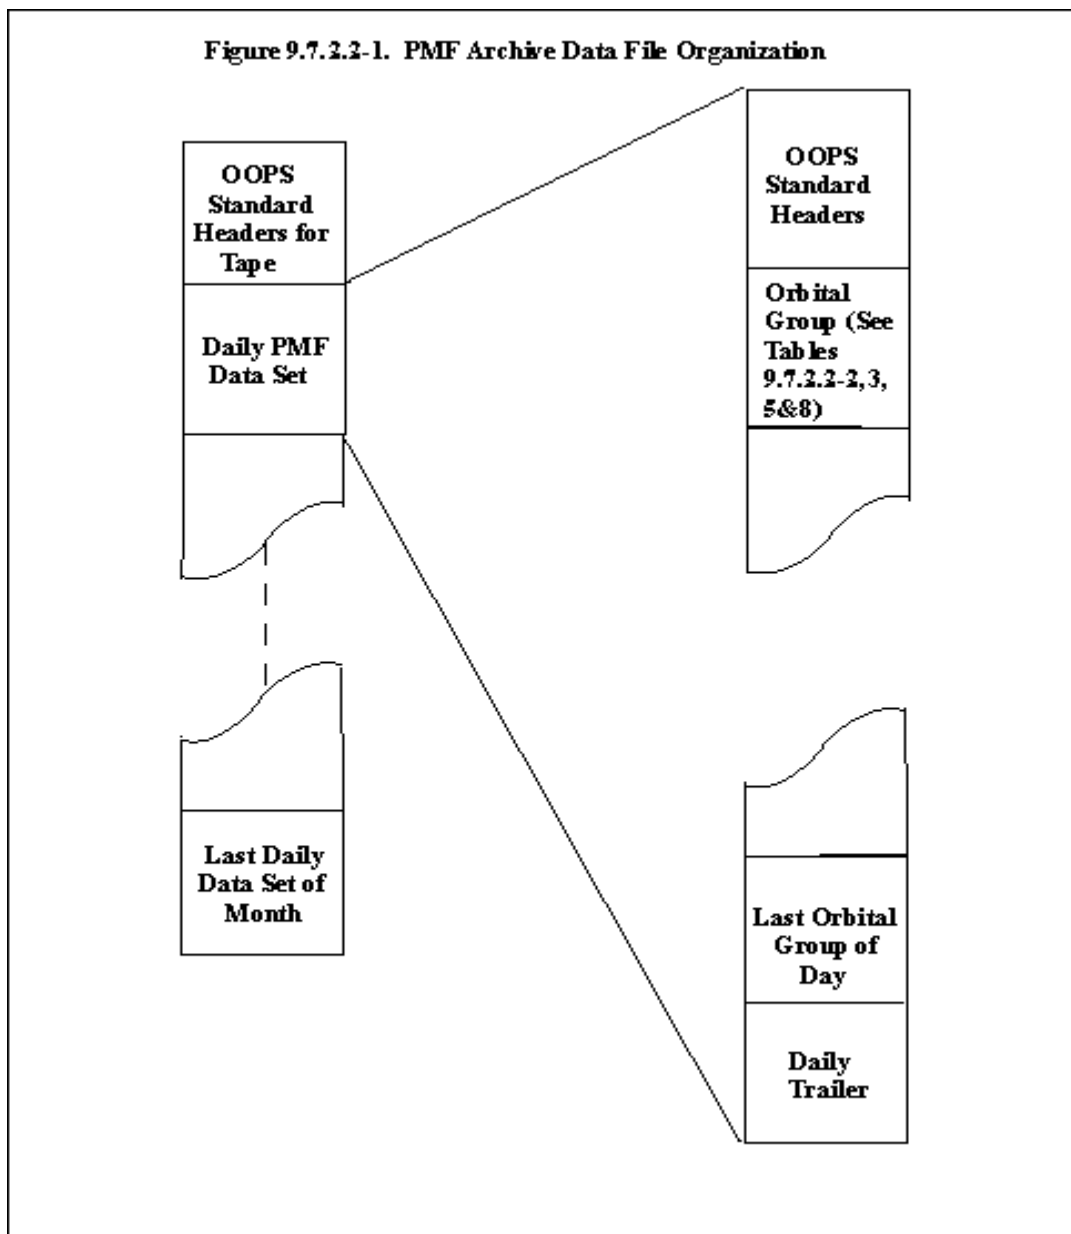 Figure 9.7.2.2-1. PMF Archive Data File Organization
OOPS
Standard
Headers for
Tape
Daily PMF
Data Set
Last Daily
Data Set of
Month
OOPS
Standard
Headers
Orbital
Group (See
Tables
9.7.2.2-2, 3,
5&8)
Last Orbital
Group of
Day
Daily
Trailer